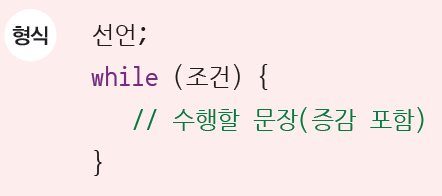 형식 선언;
while (조건) {
// 수행할 문장(증감 포함)
}